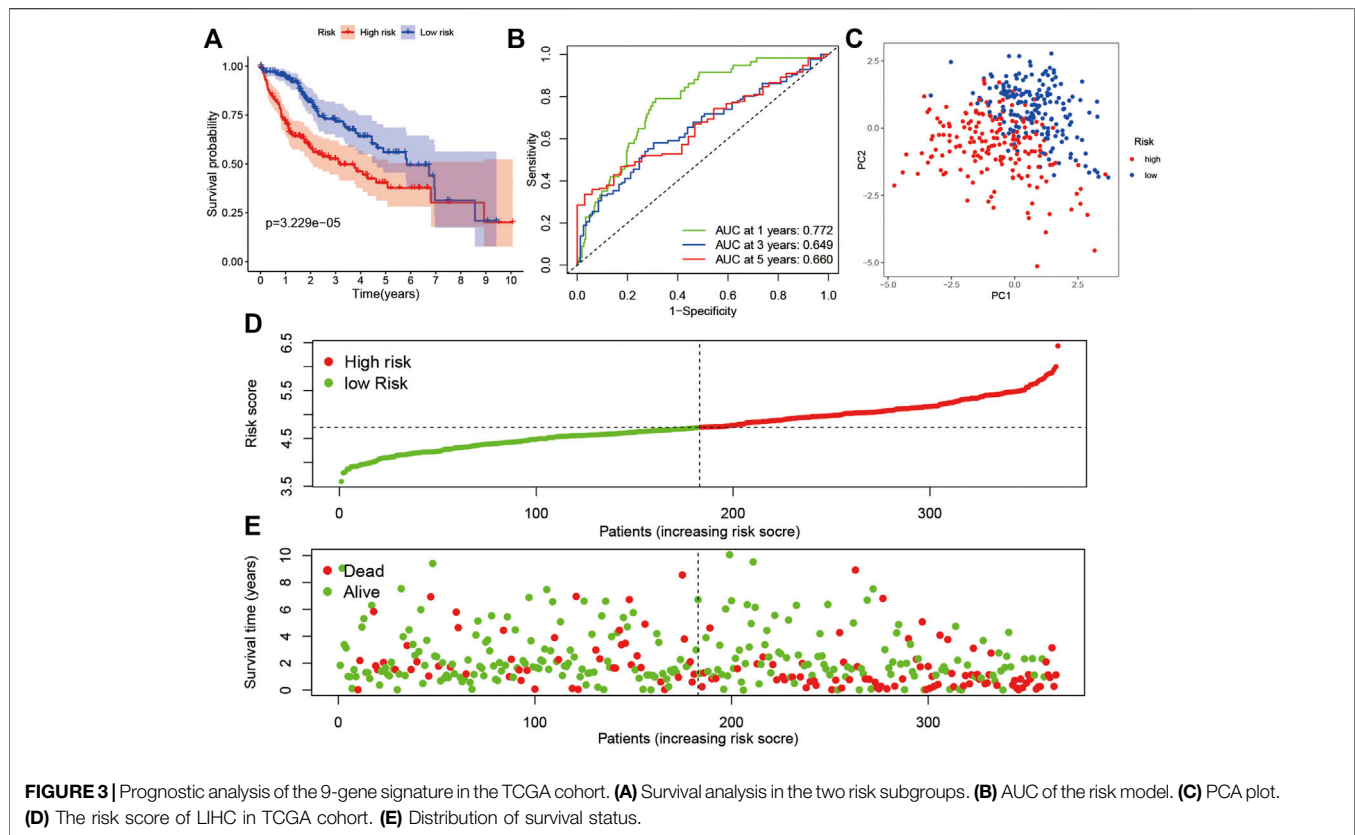 A
Risk High risk Low risk
Survival probability
1.00
0.75
0.50
0.25
0.00
p=3.229e−05
0 1 2 3 4 5 6 7 8 9 10
Time(years)
B
Sensitivity
1.0
0.8
0.6
0.4
0.2
0.0
AUC at 1 years: 0.772
AUC at 3 years: 0.649
AUC at 5 years: 0.660
0.0 0.2 0.4 0.6 0.8 1.0
1−Specificity
C
PC2
2.5
0.0
−2.5
−5.0
−5.0 −2.5 0.0 2.5
PC1
Risk
high
low
D
Risk score
6.5
5.5
4.5
3.5
High risk
low Risk
0 100 200 300
Patients (increasing risk socre)
E
Survival time (years)
10
8
6
4
2
0
Dead
Alive
0 100 200 300
Patients (increasing risk socre)
FIGURE 3 | Prognostic analysis of the 9-gene signature in the TCGA cohort. (A) Survival analysis in the two risk subgroups. (B) AUC of the risk model. (C) PCA plot.
(D) The risk score of LIHC in TCGA cohort. (E) Distribution of survival status.